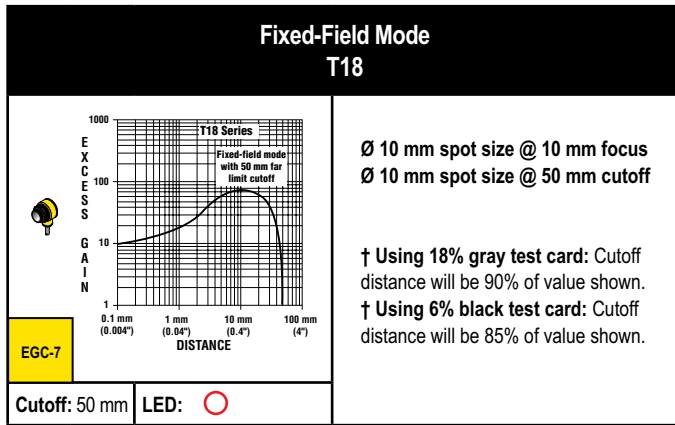 Fixed-Field Mode
T18
EXCESS GAIN
1000
100
10
1
T18 Series
Fixed-field mode
with 50 mm far
limit cutoff
0.1 mm
(0.004")
1 mm
(0.04")
10 mm
(0.4")
100 mm
(4")
DISTANCE
EGC-7
Cutoff: 50 mm
LED:
Ø 10 mm spot size @ 10 mm focus
Ø 10 mm spot size @ 50 mm cutoff
† Using 18% gray test card: Cutoff
distance will be 90% of value shown.
† Using 6% black test card: Cutoff
distance will be 85% of value shown.